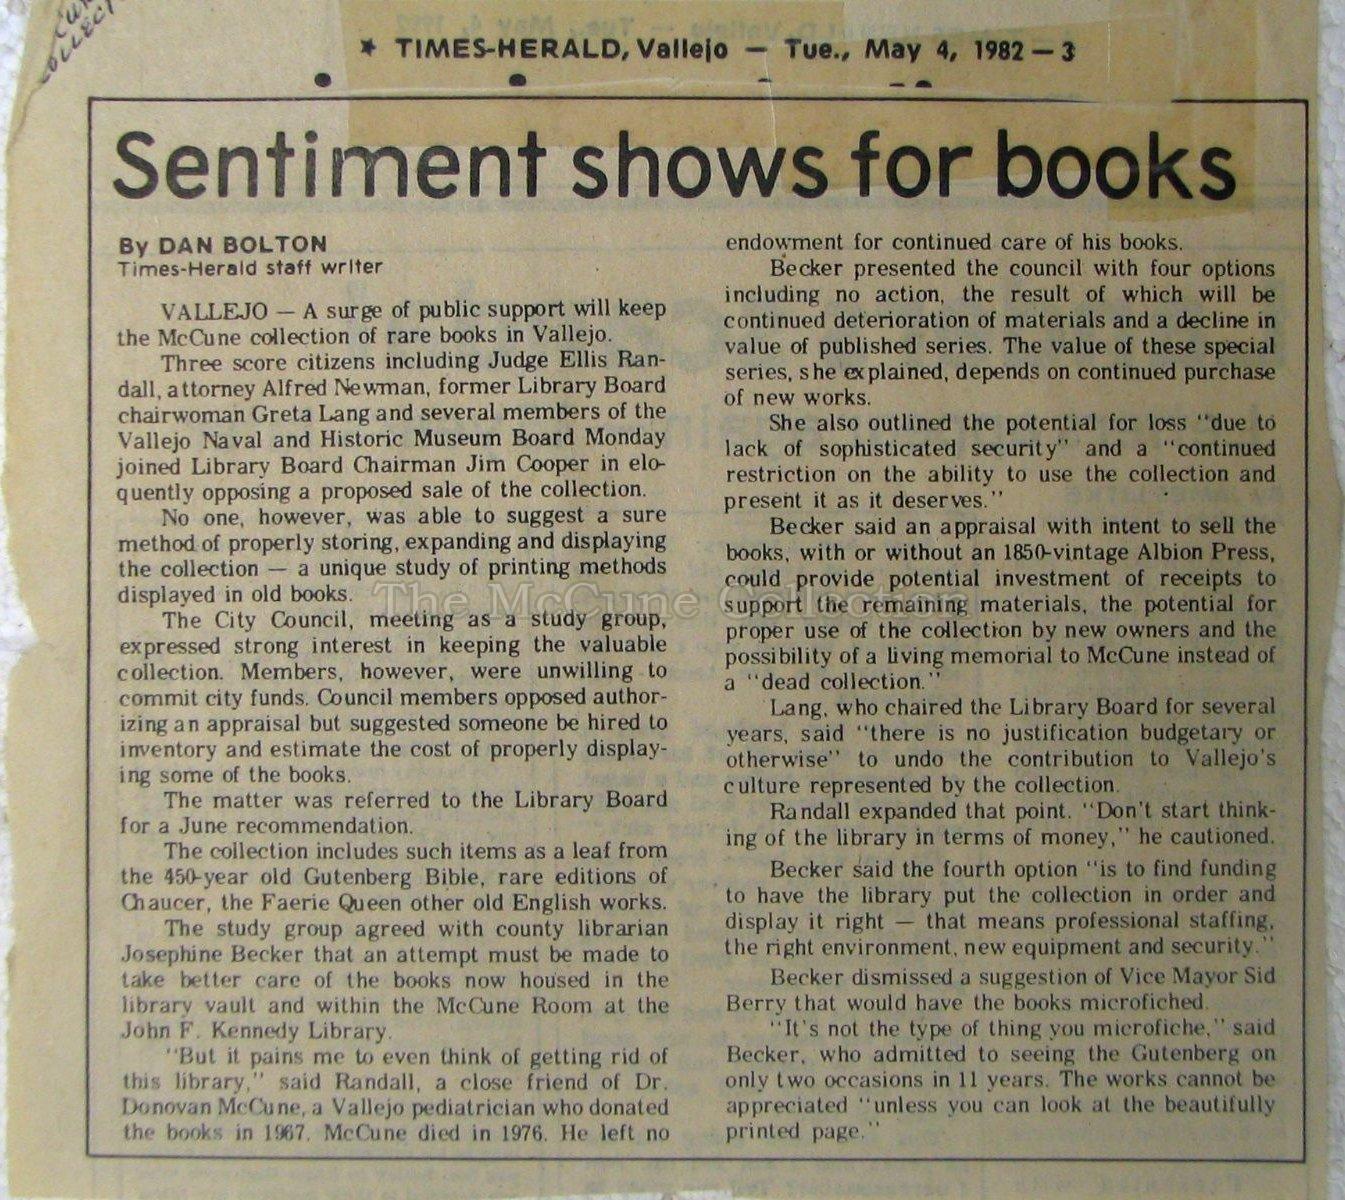 ★ TIMES-HERALD, Vallejo — Tue., May 4, 1982 — 3
Sentiment shows for books
By DAN BOLTON
Times-Herald staff writer
VALLEJO — A surge of public support will keep
the McCune collection of rare books in Vallejo.
Three score citizens including Judge Ellis Ran-
dall, attorney Alfred Newman, former Library Board
chairwoman Greta Lang and several members of the
Vallejo Naval and Historic Museum Board Monday
joined Library Board Chairman Jim Cooper in elo-
quently opposing a proposed sale of the collection.
No one, however, was able to suggest a sure
method of properly storing, expanding and displaying
the collection — a unique study of printing methods
displayed in old books.
The City Council, meeting as a study group,
expressed strong interest in keeping the valuable
collection. Members, however, were unwilling to
commit city funds. Council members opposed author-
izing an appraisal but suggested someone be hired to
inventory and estimate the cost of properly display-
ing some of the books.
The matter was referred to the Library Board
for a June recommendation.
The collection includes such items as a leaf from
the 450-year old Gutenberg Bible, rare editions of
Chaucer, the Faerie Queen other old English works.
The study group agreed with county librarian
Josephine Becker that an attempt must be made to
take better care of the books now housed in the
library vault and within the McCune Room at the
John F. Kennedy Library.
"But it pains me to even think of getting rid of
this library," said Randall, a close friend of Dr.
Donovan McCune, a Vallejo pediatrician who donated
the books in 1967. McCune died in 1976. He left no
endowment for continued care of his books.
Becker presented the council with four options
including no action, the result of which will be
continued deterioration of materials and a decline in
value of published series. The value of these special
series, she explained, depends on continued purchase
of new works.
She also outlined the potential for loss "due to
lack of sophisticated security" and a "continued
restriction on the ability to use the collection and
present it as it deserves."
Becker said an appraisal with intent to sell the
books, with or without an 1850-vintage Albion Press,
could provide potential investment of receipts to
support the remaining materials, the potential for
proper use of the collection by new owners and the
possibility of a living memorial to McCune instead of
a "dead collection."
Lang, who chaired the Library Board for several
years, said "there is no justification budgetary or
otherwise" to undo the contribution to Vallejo's
culture represented by the collection.
Randall expanded that point. "Don't start think-
ing of the library in terms of money," he cautioned.
Becker said the fourth option "is to find funding
to have the library put the collection in order and
display it right — that means professional staffing,
the right environment, new equipment and security."
Becker dismissed a suggestion of Vice Mayor Sid
Berry that would have the books microfiched.
"It's not the type of thing you microfiche," said
Becker, who admitted to seeing the Gutenberg on
only two occasions in 11 years. The works cannot be
appreciated "unless you can look at the beautifully
printed page."
The McCune Collection